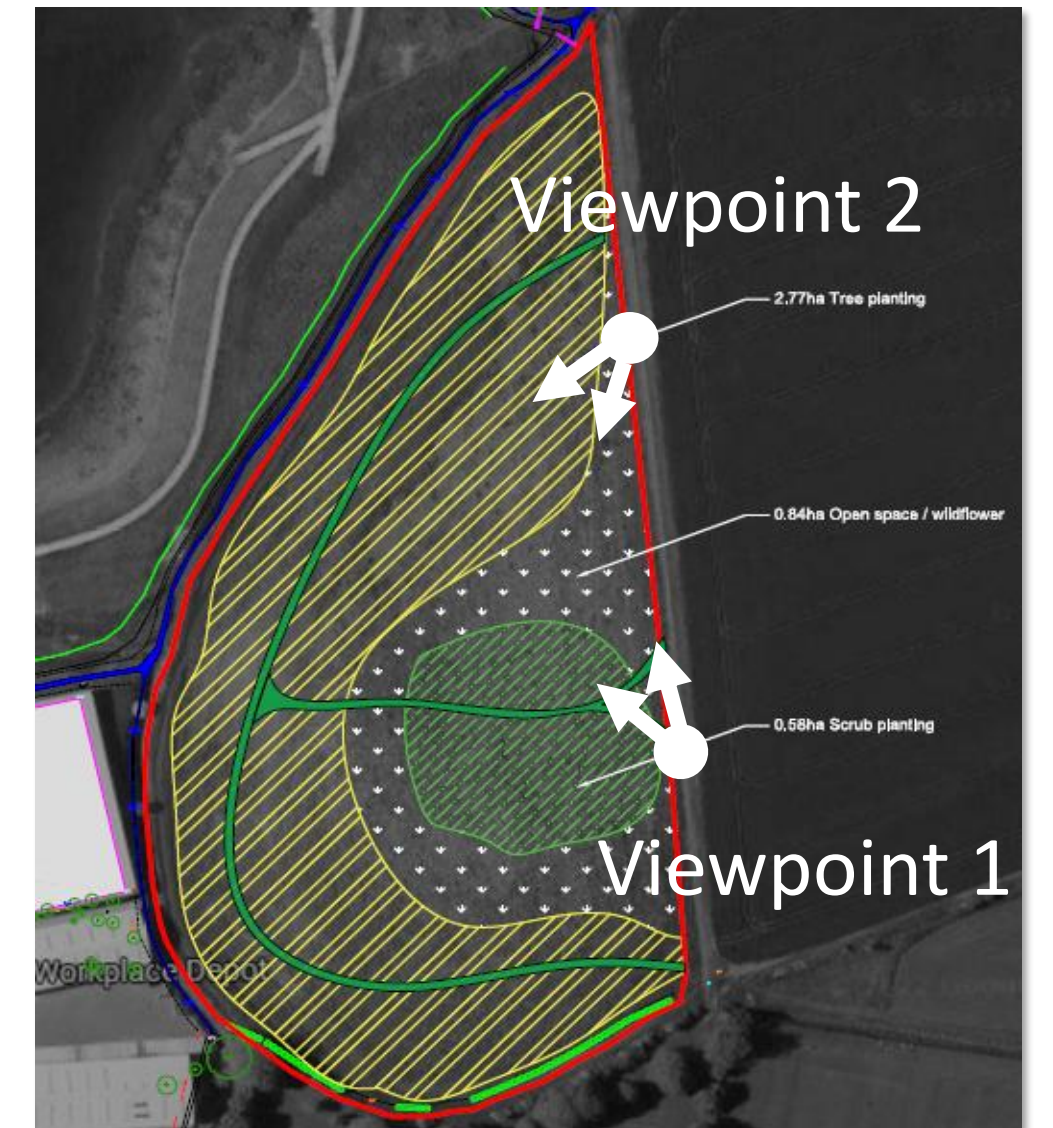 Viewpoint 2
2.77ha Tree planting
0.84ha Open space / wildflower
0.58ha Scrub planting
Viewpoint 1
Workplace Depot